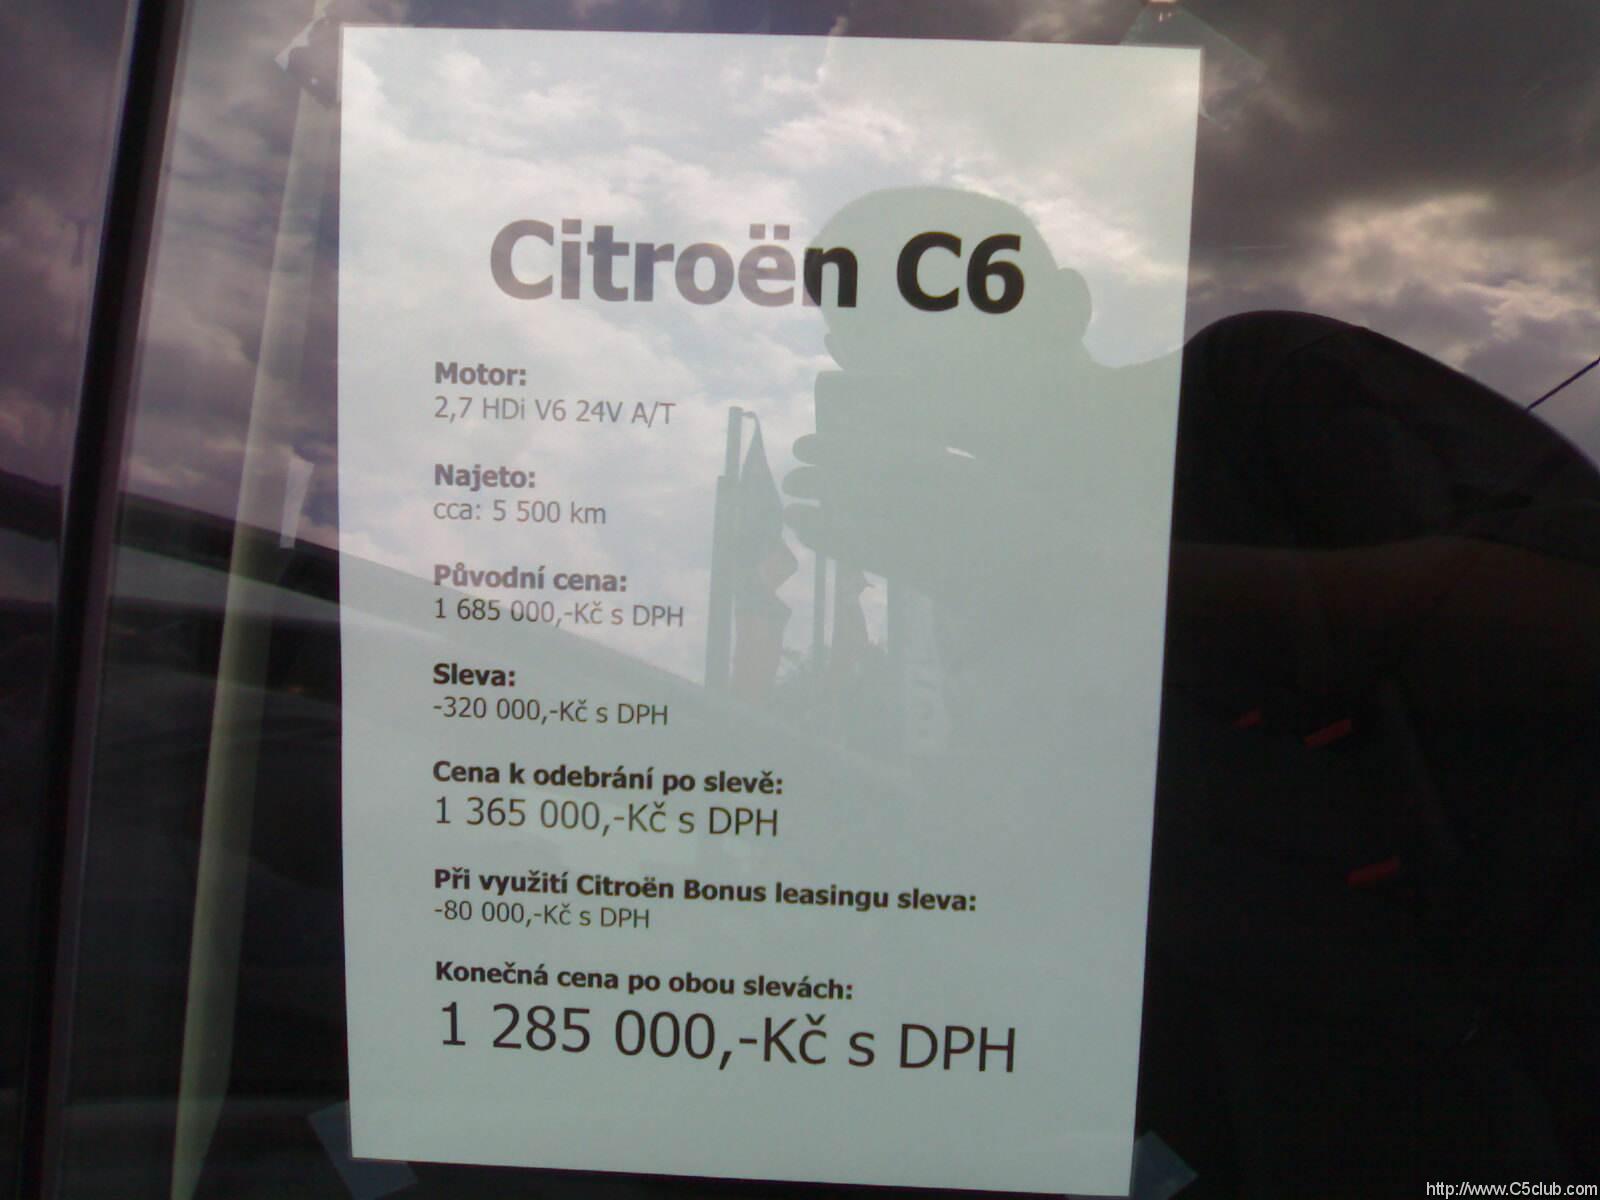 Citroën C6
Motor:
2,7 HDi V6 24V A/T
Najeto:
cca: 5 500 km
Původní cena:
1 685 000,-Kč s DPH
Sleva:
-320 000,-Kč s DPH
Cena k odebrání po slevě:
1 365 000,-Kč s DPH
Při využití Citroën Bonus leasingu sleva:
-80 000,-Kč s DPH
Konečná cena po obou slevách:
1 285 000,-Kč s DPH
http://www.C5club.com